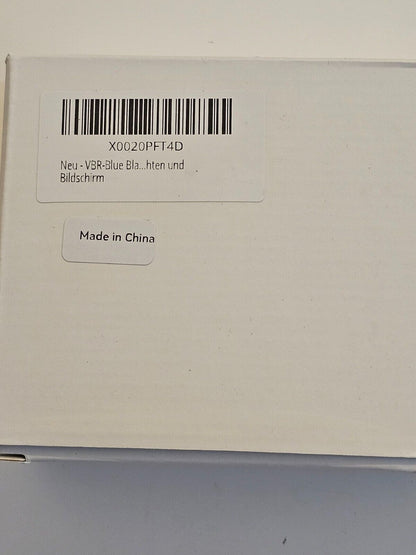 X0020PFT4D
Neu - VBR-Blue Bla...hten und
Bildschirm
Made in China